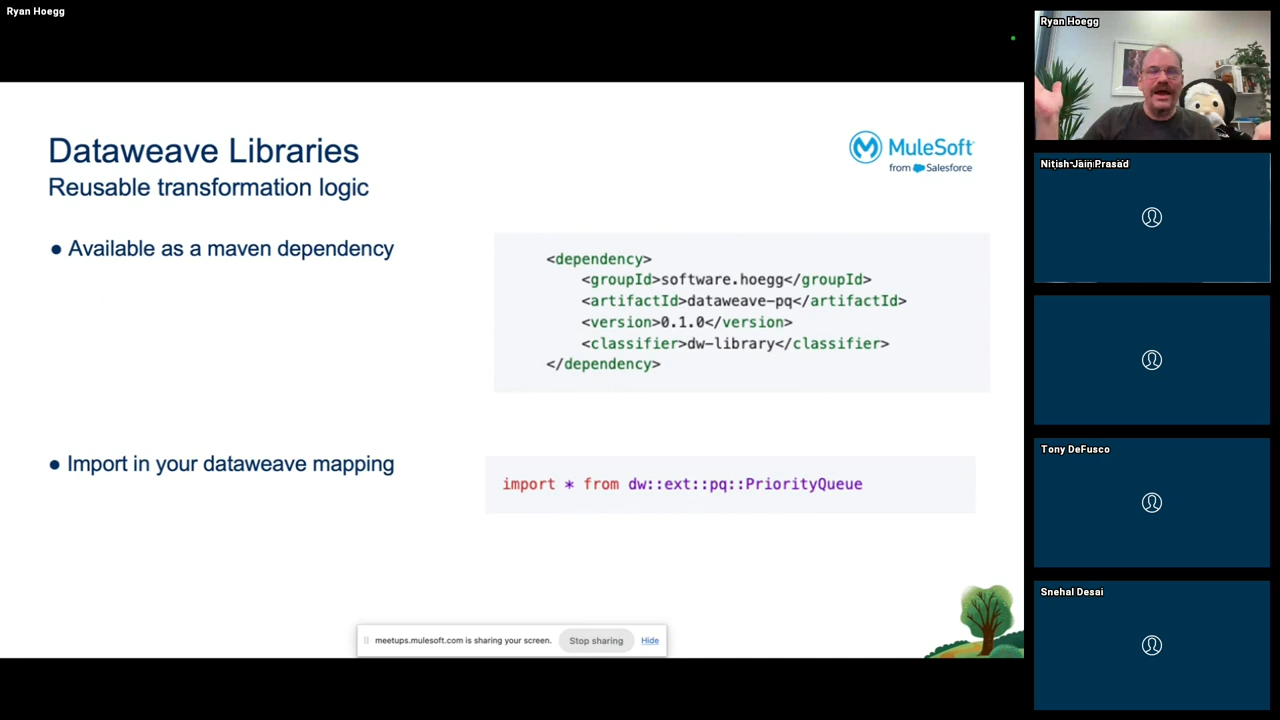 Ryan Hoegg
Dataweave Libraries
Reusable transformation logic
MuleSoft
from Salesforce
● Available as a maven dependency
<dependency>
<groupId>software.hoegg</groupId>
<artifactId>dataweave-pq</artifactId>
<version>0.1.0</version>
<classifier>dw-library</classifier>
</dependency>
● Import in your dataweave mapping
import * from dw::ext::pq::PriorityQueue
meetups.mulesoft.com is sharing your screen.
Stop sharing
Hide
Ryan Hoegg
Tony DeFusco
Snehal Desai